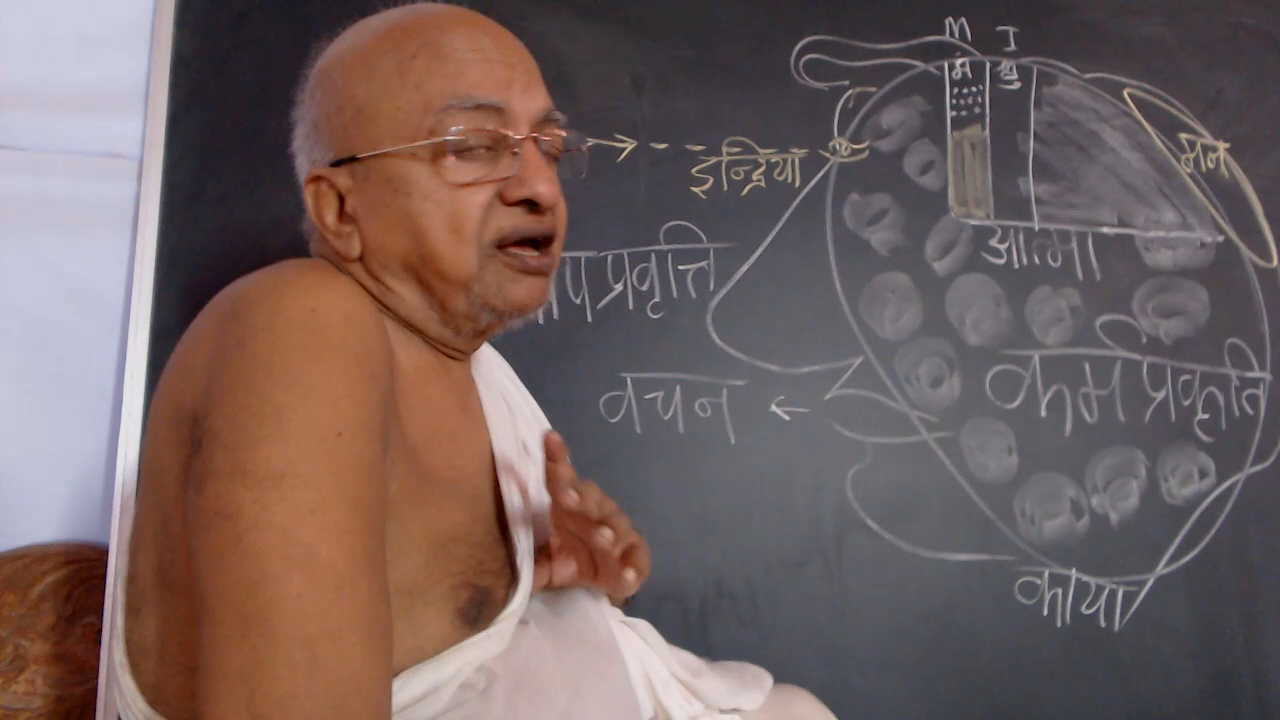 M I
म श्रु
मन
इन्द्रियाँ
आत्मा
प्रवृत्ति
कर्म प्रकृति
वचन ←
काया